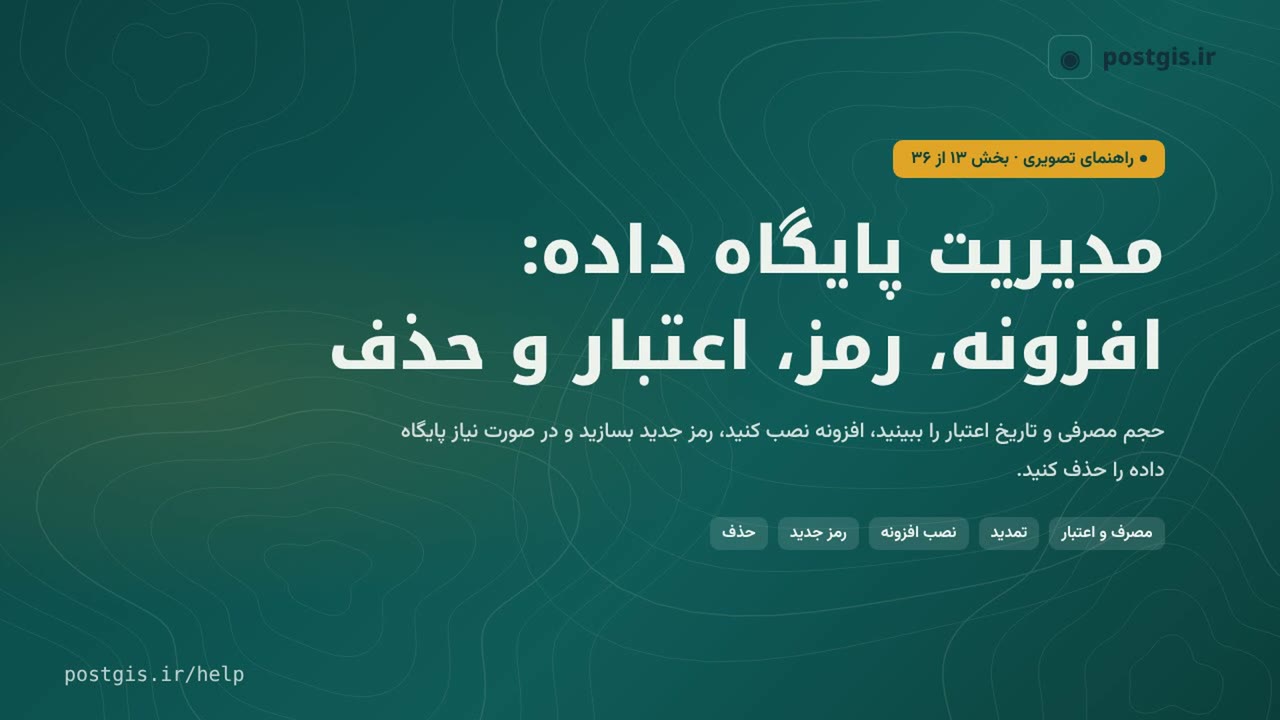 postgis.ir
راهنمای تصویری · بخش ۱۳ از ۳۶
مدیریت پایگاه داده:
افزونه، رمز، اعتبار و حذف
حجم مصرفی و تاریخ اعتبار را ببینید، افزونه نصب کنید، رمز جدید بسازید و در صورت نیاز پایگاه
داده را حذف کنید.
مصرف و اعتبار تمدید نصب افزونه رمز جدید حذف
postgis.ir/help